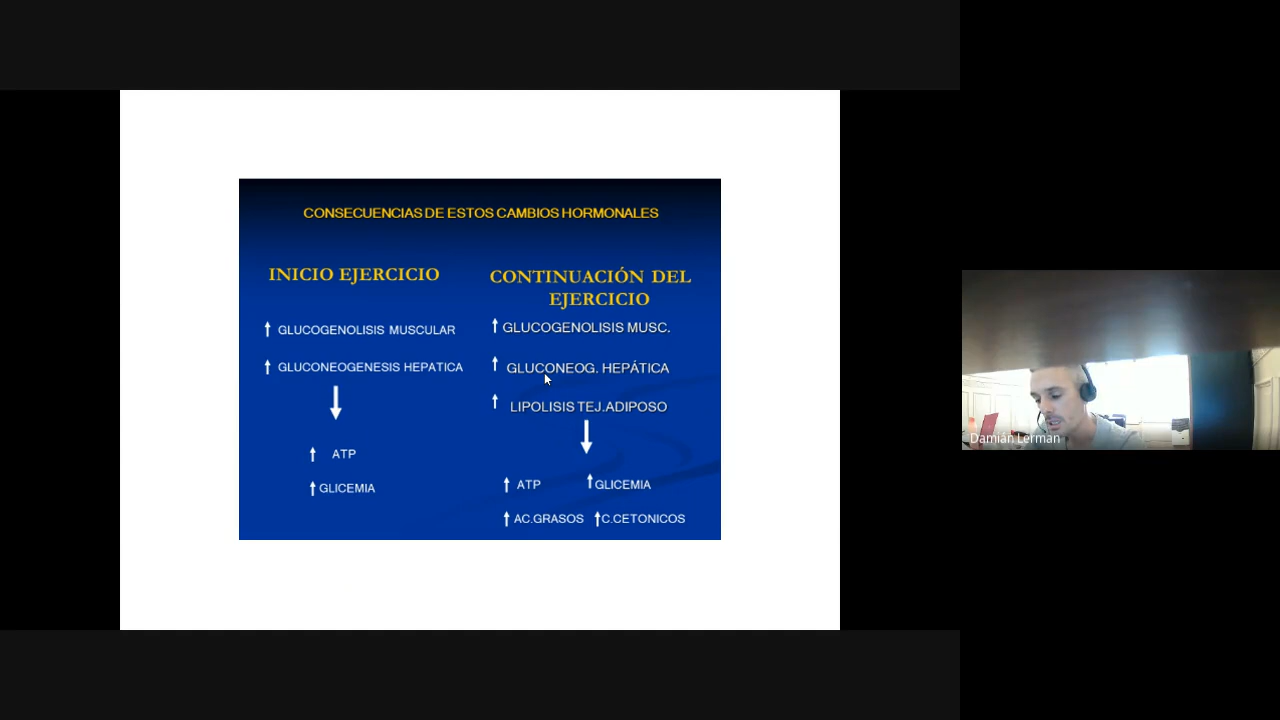 CONSECUENCIAS DE ESTOS CAMBIOS HORMONALES
INICIO EJERCICIO
GLUCOGENOLISIS MUSCULAR
GLUCONEOGENESIS HEPATICA
ATP
GLICEMIA
CONTINUACIÓN DEL
EJERCICIO
GLUCOGENOLISIS MUSC.
GLUCONEOG. HEPÁTICA
LIPOLISIS TEJ.ADIPOSO
ATP GLICEMIA
AC.GRASOS C.CETONICOS
Damián Lerman